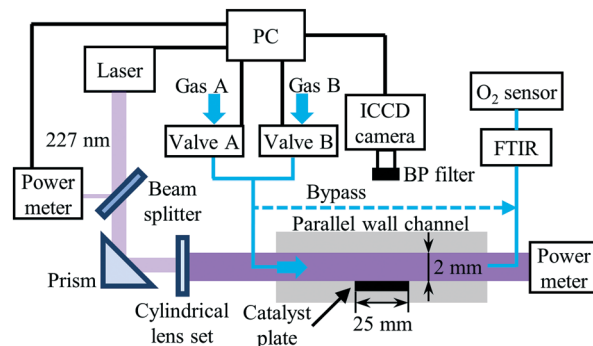 PC
Laser
Gas A
Gas B
ICCD
camera
O2 sensor
Valve A
Valve B
227 nm
FTIR
BP filter
Power
meter
Beam
splitter
Bypass
Parallel wall channel
Prism
2 mm
Power
meter
Cylindrical
lens set
Catalyst
plate
25 mm